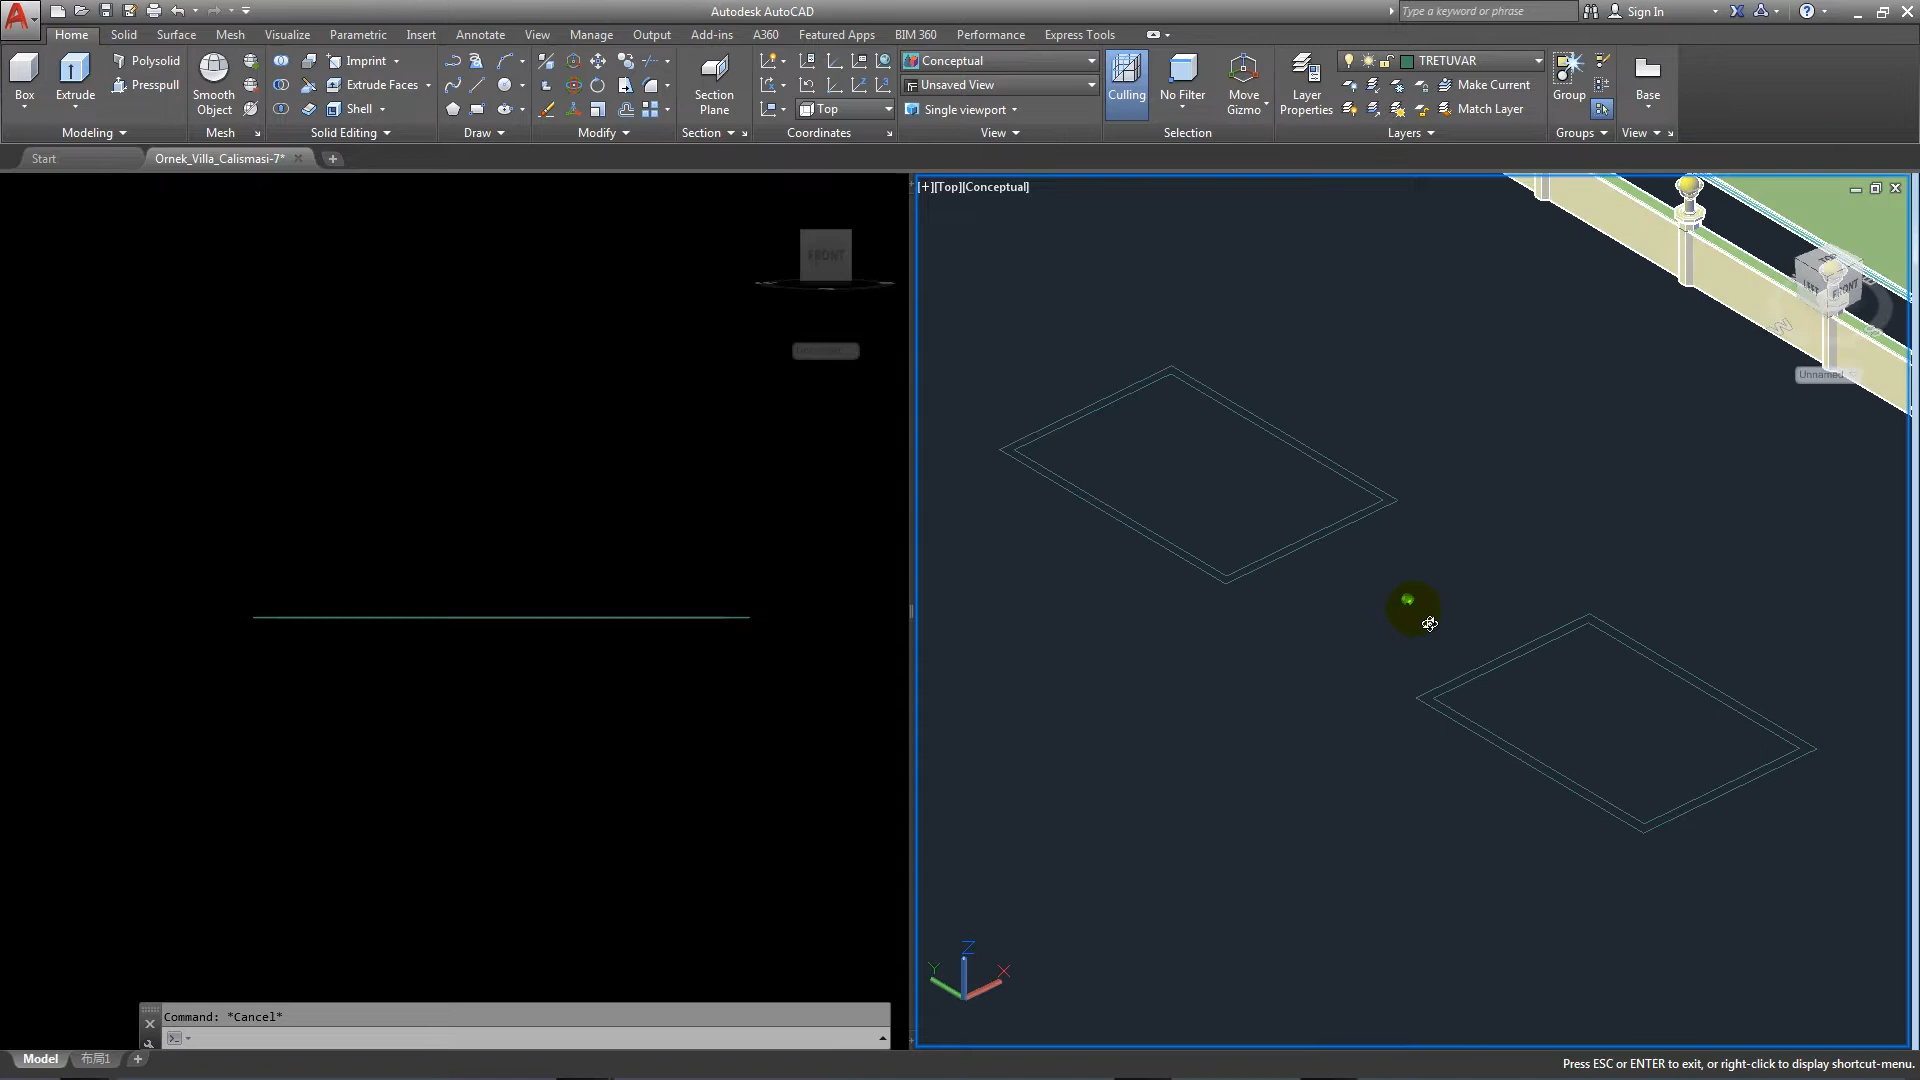 Autodesk AutoCAD
Type a keyword or phrase
Sign In
Home Solid Surface Mesh Visualize Parametric Insert Annotate View Manage Output Add-ins A360 Featured Apps BIM 360 Performance Express Tools
Box
Extrude
Polysolid
Presspull
Smooth
Object
Imprint
Extrude Faces
Shell
Section
Plane
Top
Conceptual
Unsaved View
Single viewport
Culling
No Filter
Move
Gizmo
Layer
Properties
TRETUVAR
Make Current
Match Layer
Group
Base
Modeling Mesh Solid Editing Draw Modify Section Coordinates View Selection Layers Groups View
Start
Ornek_Villa_Calismasi-7*
[+][Top][Conceptual]
FRONT
TOP
LEFT
FRONT
W
S
Unnamed
Z
Y
X
Command: *Cancel*
Model
布局1
Press ESC or ENTER to exit, or right-click to display shortcut-menu.